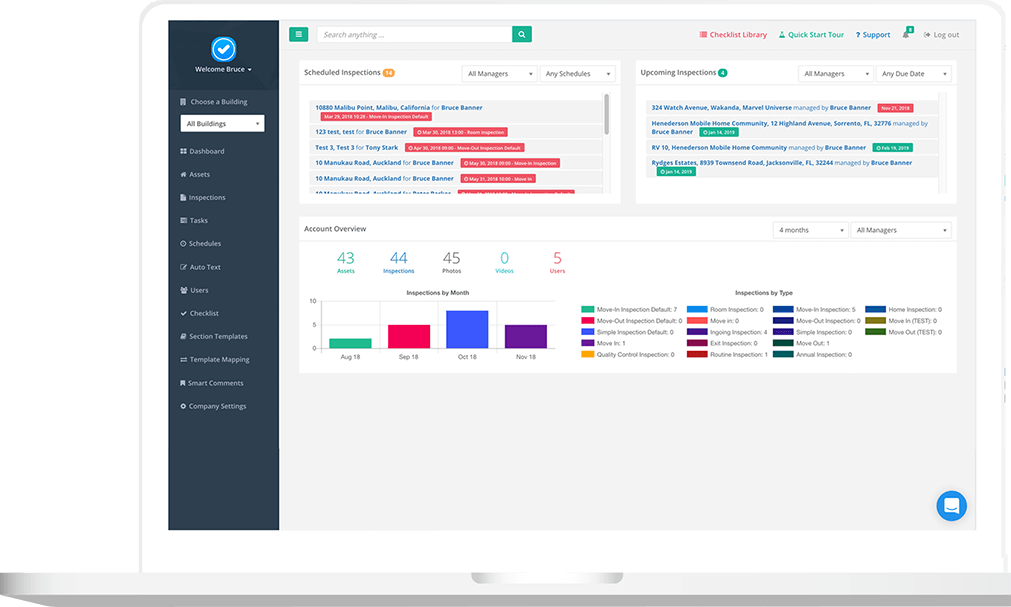 Search anything ...
Checklist Library
Quick Start Tour
? Support
8
Log out
Welcome Bruce
Choose a Building
All Buildings
Dashboard
Assets
Inspections
Tasks
Schedules
Auto Text
Users
Checklist
Section Templates
Template Mapping
Smart Comments
Company Settings
Scheduled Inspections 14
All Managers
Any Schedules
10880 Malibu Point, Malibu, California for Bruce Banner
Mar 29, 2018 10:20 - Move-In Inspection Default
123 test, test for Bruce Banner Mar 30, 2018 13:00 - Room Inspection
Test 3, Test 3 for Tony Stark Apr 30, 2018 09:00 - Move-Out Inspection Default
10 Manukau Road, Auckland for Bruce Banner May 30, 2018 09:00 - Move-In Inspection
10 Manukau Road, Auckland for Bruce Banner May 31, 2018 10:00 - Move In
10 Manukau Road, Auckland for Peter Parker
Upcoming Inspections 4
All Managers
Any Due Date
324 Watch Avenue, Wakanda, Marvel Universe managed by Bruce Banner Nov 21, 2018
Henederson Mobile Home Community, 12 Highland Avenue, Sorrento, FL, 32776 managed by
Bruce Banner Jan 14, 2019
RV 10, Henederson Mobile Home Community managed by Bruce Banner Feb 19, 2019
Rydges Estates, 8939 Townsend Road, Jacksonville, FL, 32244 managed by Bruce Banner
Jan 14, 2019
Account Overview
4 months
All Managers
43 44 45 0 5
Assets Inspections Photos Videos Users
Inspections by Month
10
5
0
Aug 18 Sep 18 Oct 18 Nov 18
Inspections by Type
Move-In Inspection Default: 7 Room Inspection: 0 Move-In Inspection: 5 Home Inspection: 0
Move-Out Inspection Default: 0 Move in: 0 Move-Out Inspection: 0 Move In (TEST): 0
Simple Inspection Default: 0 Ingoing Inspection: 4 Simple Inspection: 0 Move Out (TEST): 0
Move In: 1 Exit Inspection: 0 Move Out: 1
Quality Control Inspection: 0 Routine Inspection: 1 Annual Inspection: 0